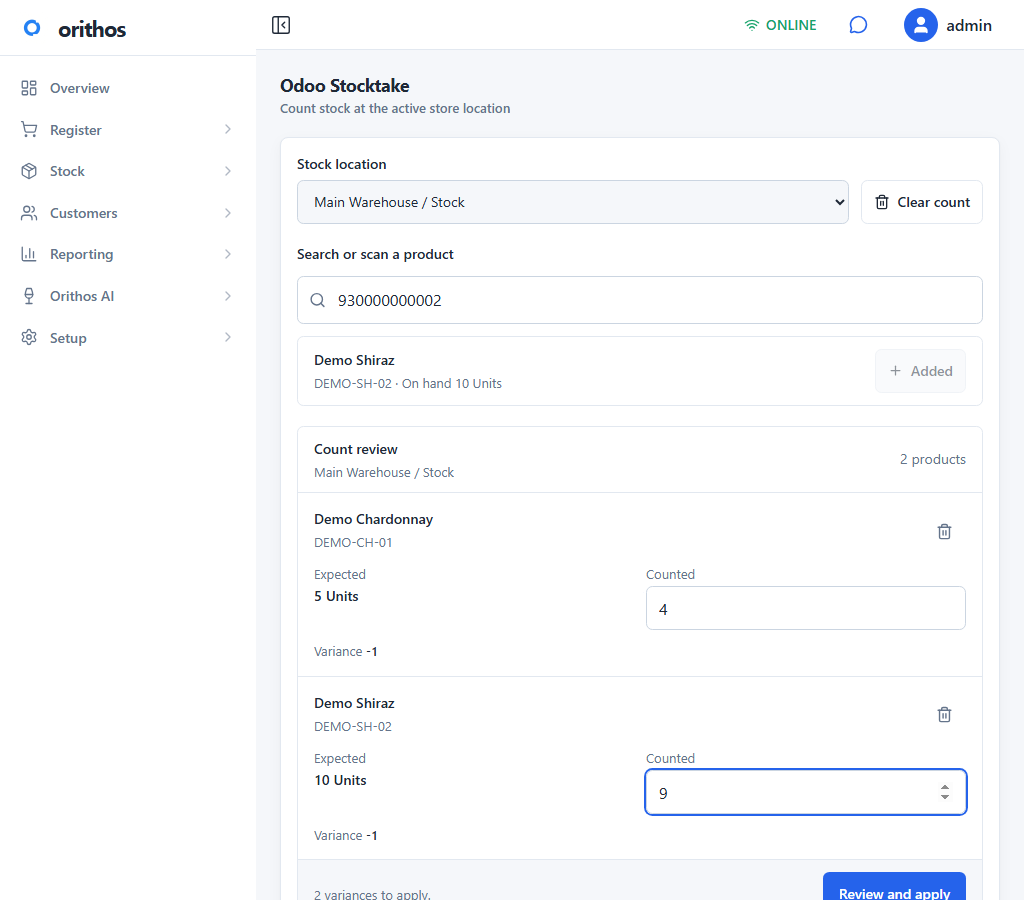 orithos
ONLINE
admin
Overview
Register
Stock
Customers
Reporting
Orithos AI
Setup
Odoo Stocktake
Count stock at the active store location
Stock location
Main Warehouse / Stock
Clear count
Search or scan a product
930000000002
Demo Shiraz
DEMO-SH-02 · On hand 10 Units
+ Added
Count review
Main Warehouse / Stock
2 products
Demo Chardonnay
DEMO-CH-01
Expected
5 Units
Counted
4
Variance -1
Demo Shiraz
DEMO-SH-02
Expected
10 Units
Counted
9
Variance -1
2 variances to apply.
Review and apply